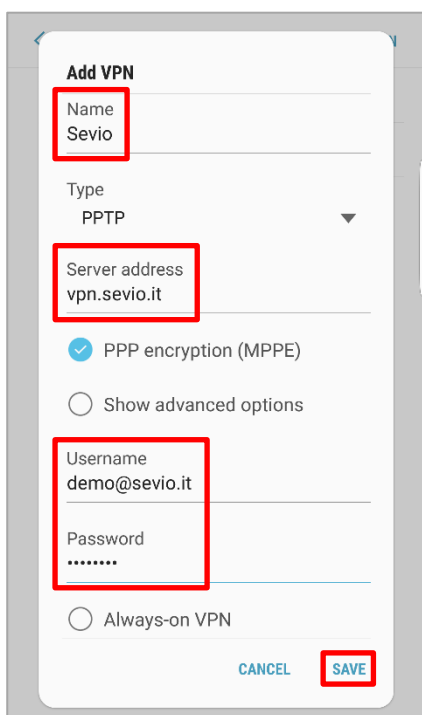 Add VPN
Name
Sevio
Type
PPTP
Server address
vpn.sevio.it
PPP encryption (MPPE)
Show advanced options
Username
demo@sevio.it
Password
••••••••
Always-on VPN
CANCEL SAVE